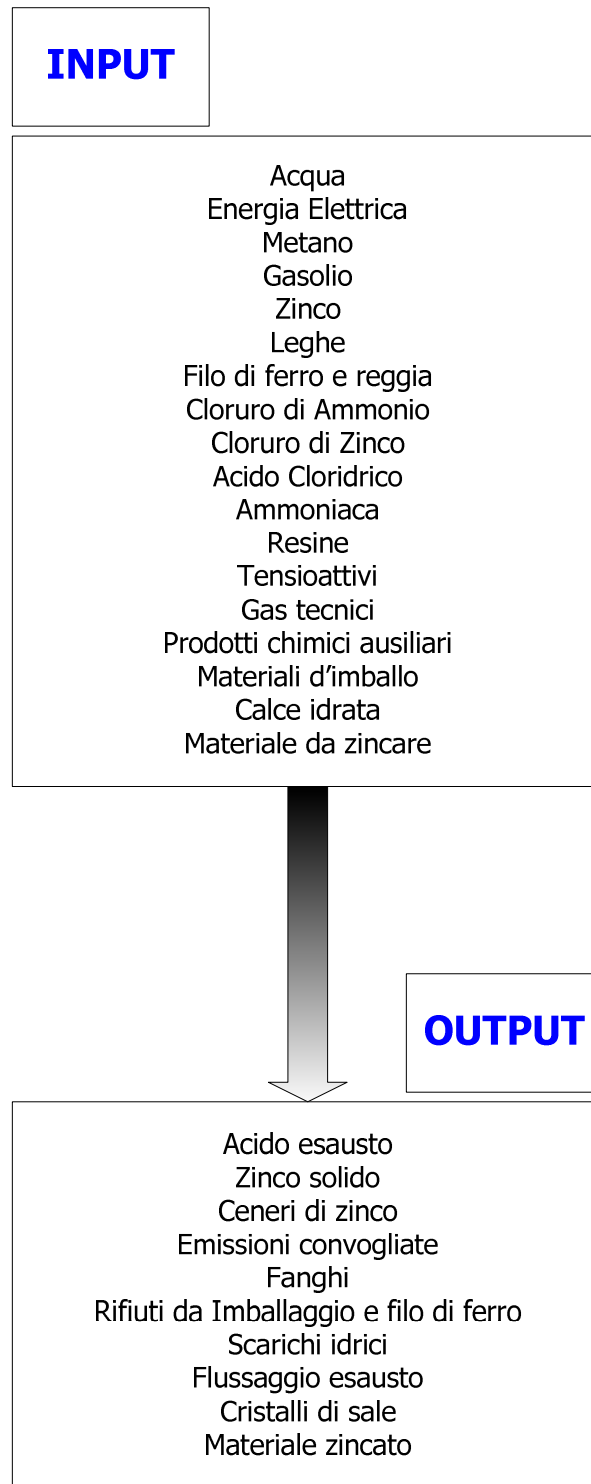 INPUT
Acqua
Energia Elettrica
Metano
Gasolio
Zinco
Leghe
Filo di ferro e reggia
Cloruro di Ammonio
Cloruro di Zinco
Acido Cloridrico
Ammoniaca
Resine
Tensioattivi
Gas tecnici
Prodotti chimici ausiliari
Materiali d’imballo
Calce idrata
Materiale da zincare
OUTPUT
Acido esausto
Zinco solido
Ceneri di zinco
Emissioni convogliate
Fanghi
Rifiuti da Imballaggio e filo di ferro
Scarichi idrici
Flussaggio esausto
Cristalli di sale
Materiale zincato